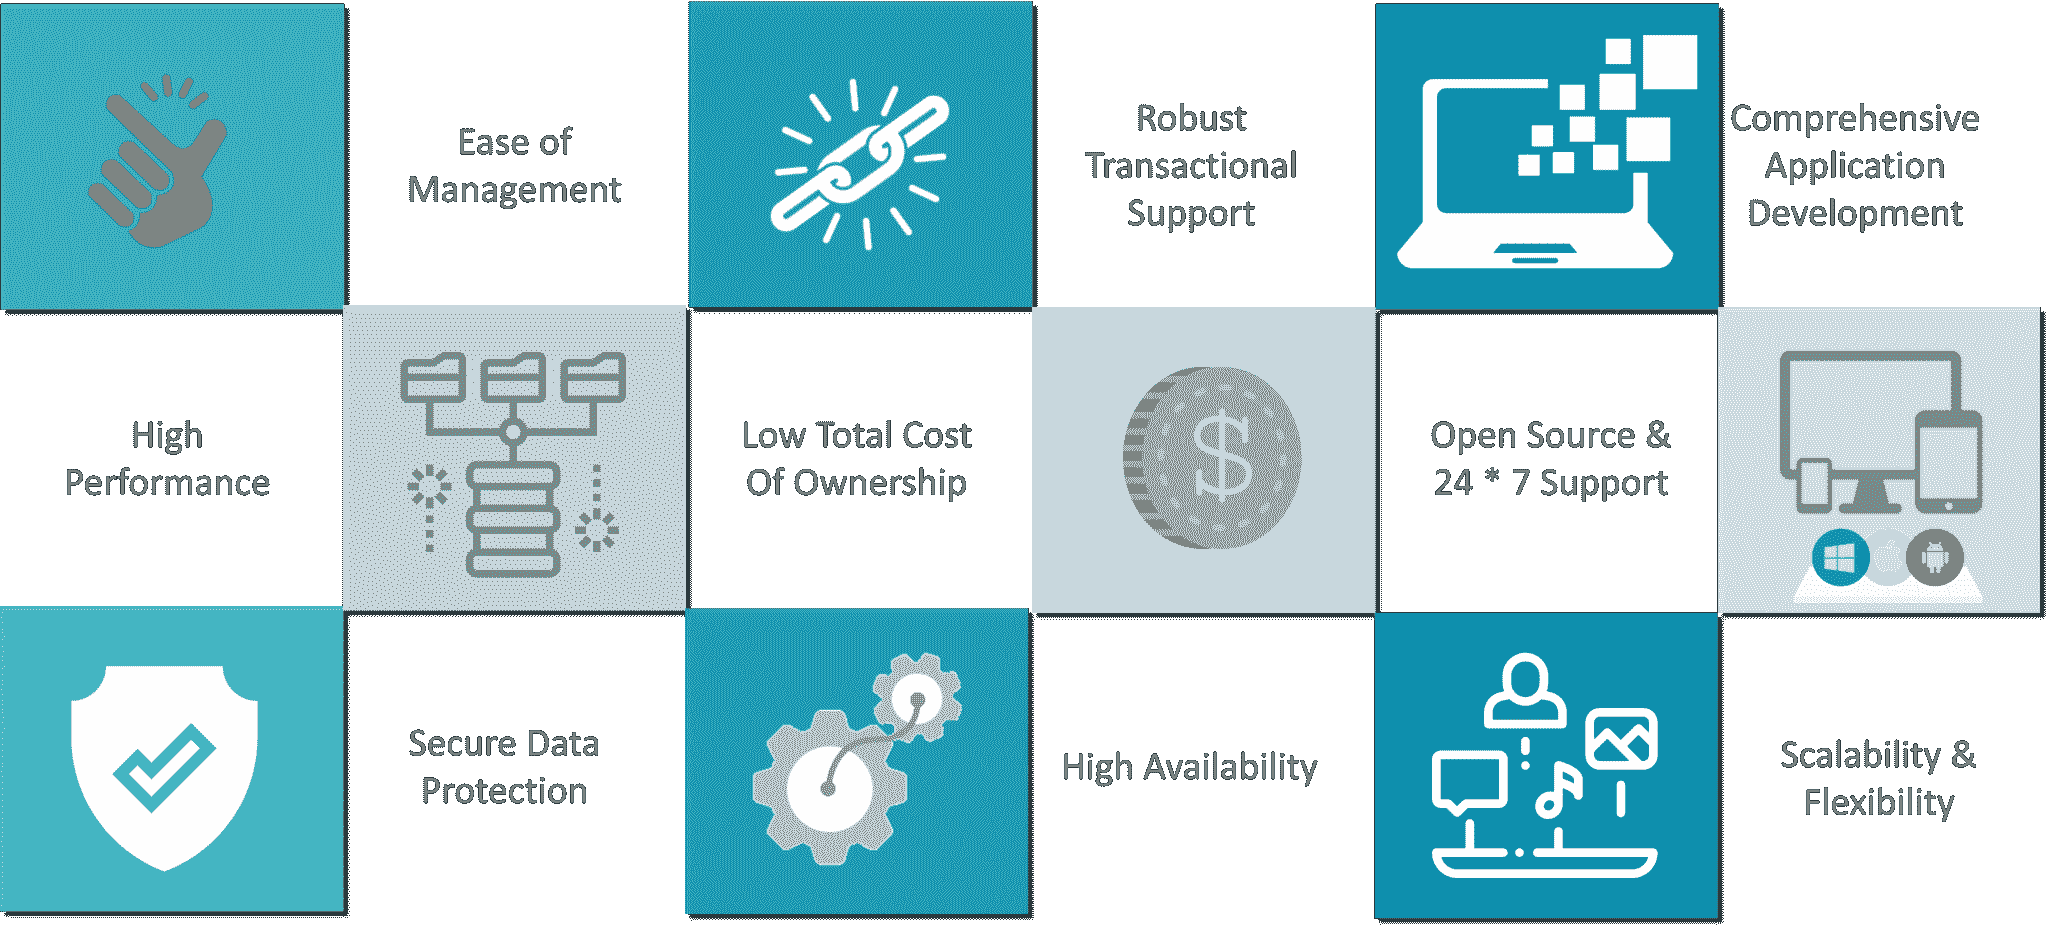 Ease of
Management
Robust
Transactional
Support
Comprehensive
Application
Development
High
Performance
Low Total Cost
Of Ownership
$
Open Source &
24 * 7 Support
Secure Data
Protection
High Availability
Scalability &
Flexibility